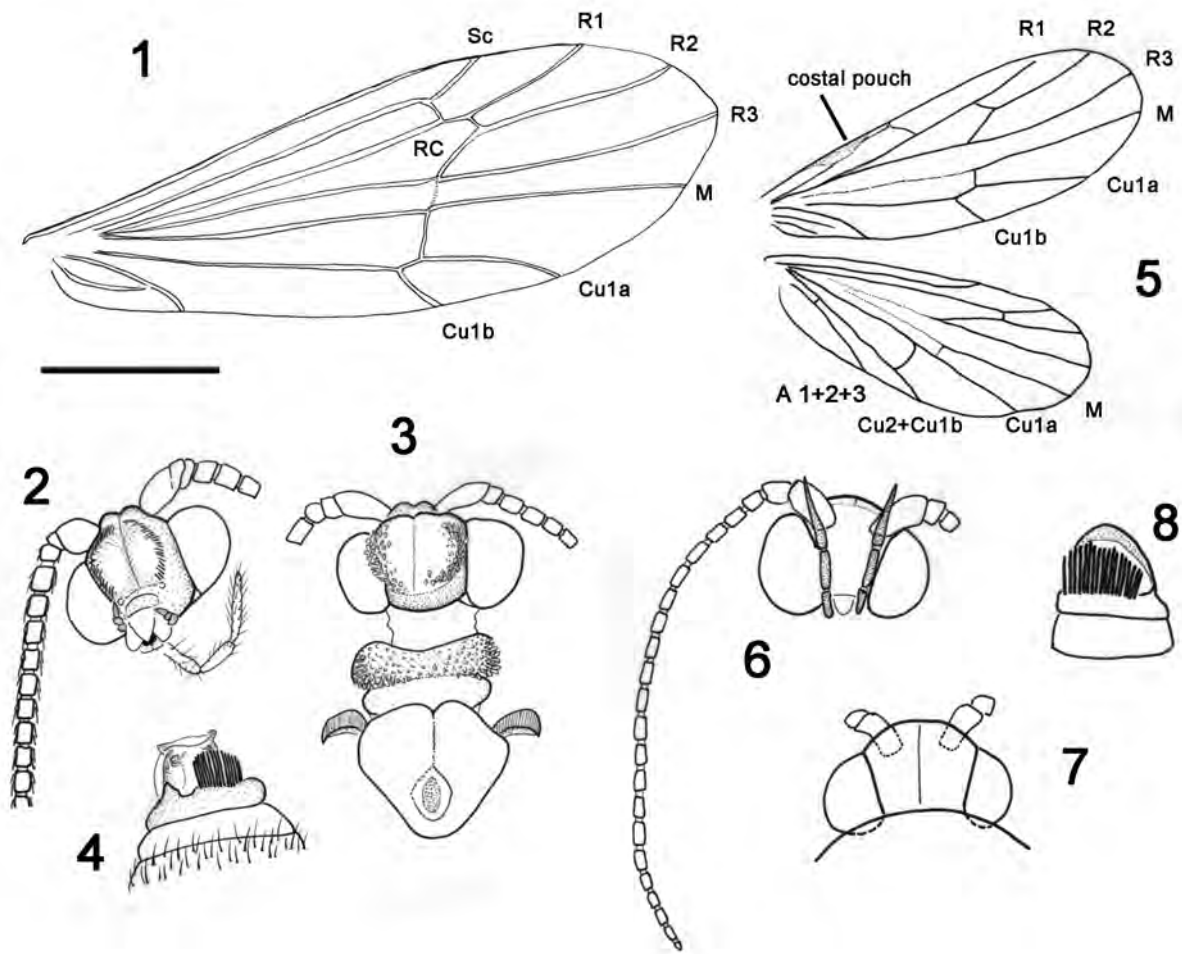 1
Sc
R1
R2
R3
RC
M
Cu1a
Cu1b
costal pouch
R1
R2
R3
M
Cu1a
Cu1b
5
A 1+2+3
Cu2+Cu1b
Cu1a
M
2
3
4
6
7
8